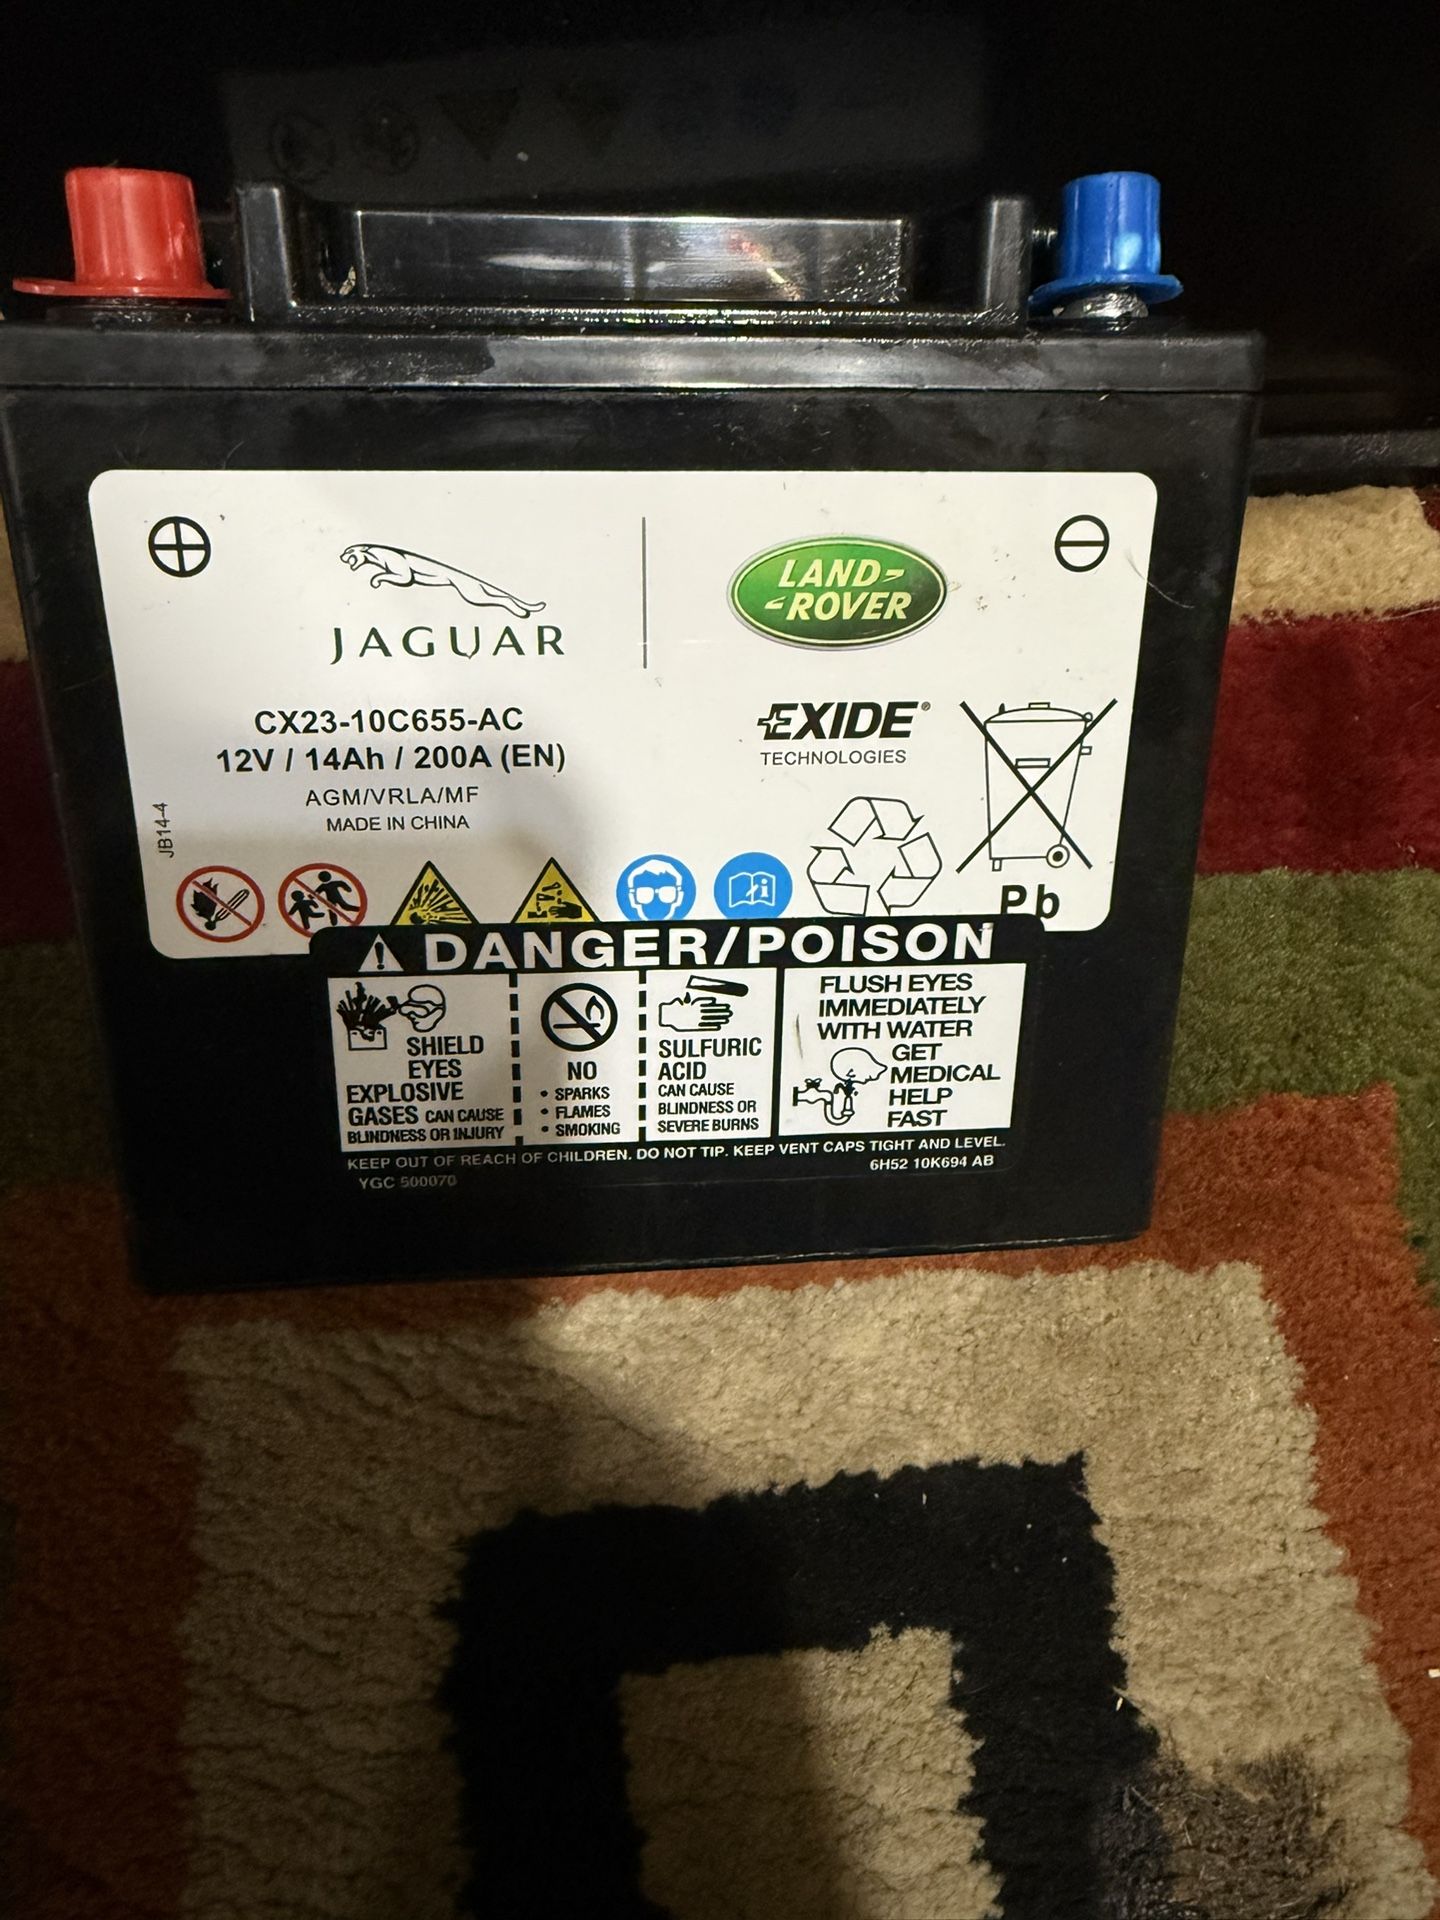 JAGUAR
LAND-
-ROVER
CX23-10C655-AC
12V / 14Ah / 200A (EN)
AGM/VRLA/MF
MADE IN CHINA
JB14-4
EXIDE®
TECHNOLOGIES
Pb
DANGER/POISON
SHIELD
EYES
EXPLOSIVE
GASES CAN CAUSE
BLINDNESS OR INJURY
NO
• SPARKS
• FLAMES
• SMOKING
SULFURIC
ACID
CAN CAUSE
BLINDNESS OR
SEVERE BURNS
FLUSH EYES
IMMEDIATELY
WITH WATER
GET
MEDICAL
HELP
FAST
KEEP OUT OF REACH OF CHILDREN. DO NOT TIP. KEEP VENT CAPS TIGHT AND LEVEL.
6H52 10K694 AB
YGC 500070